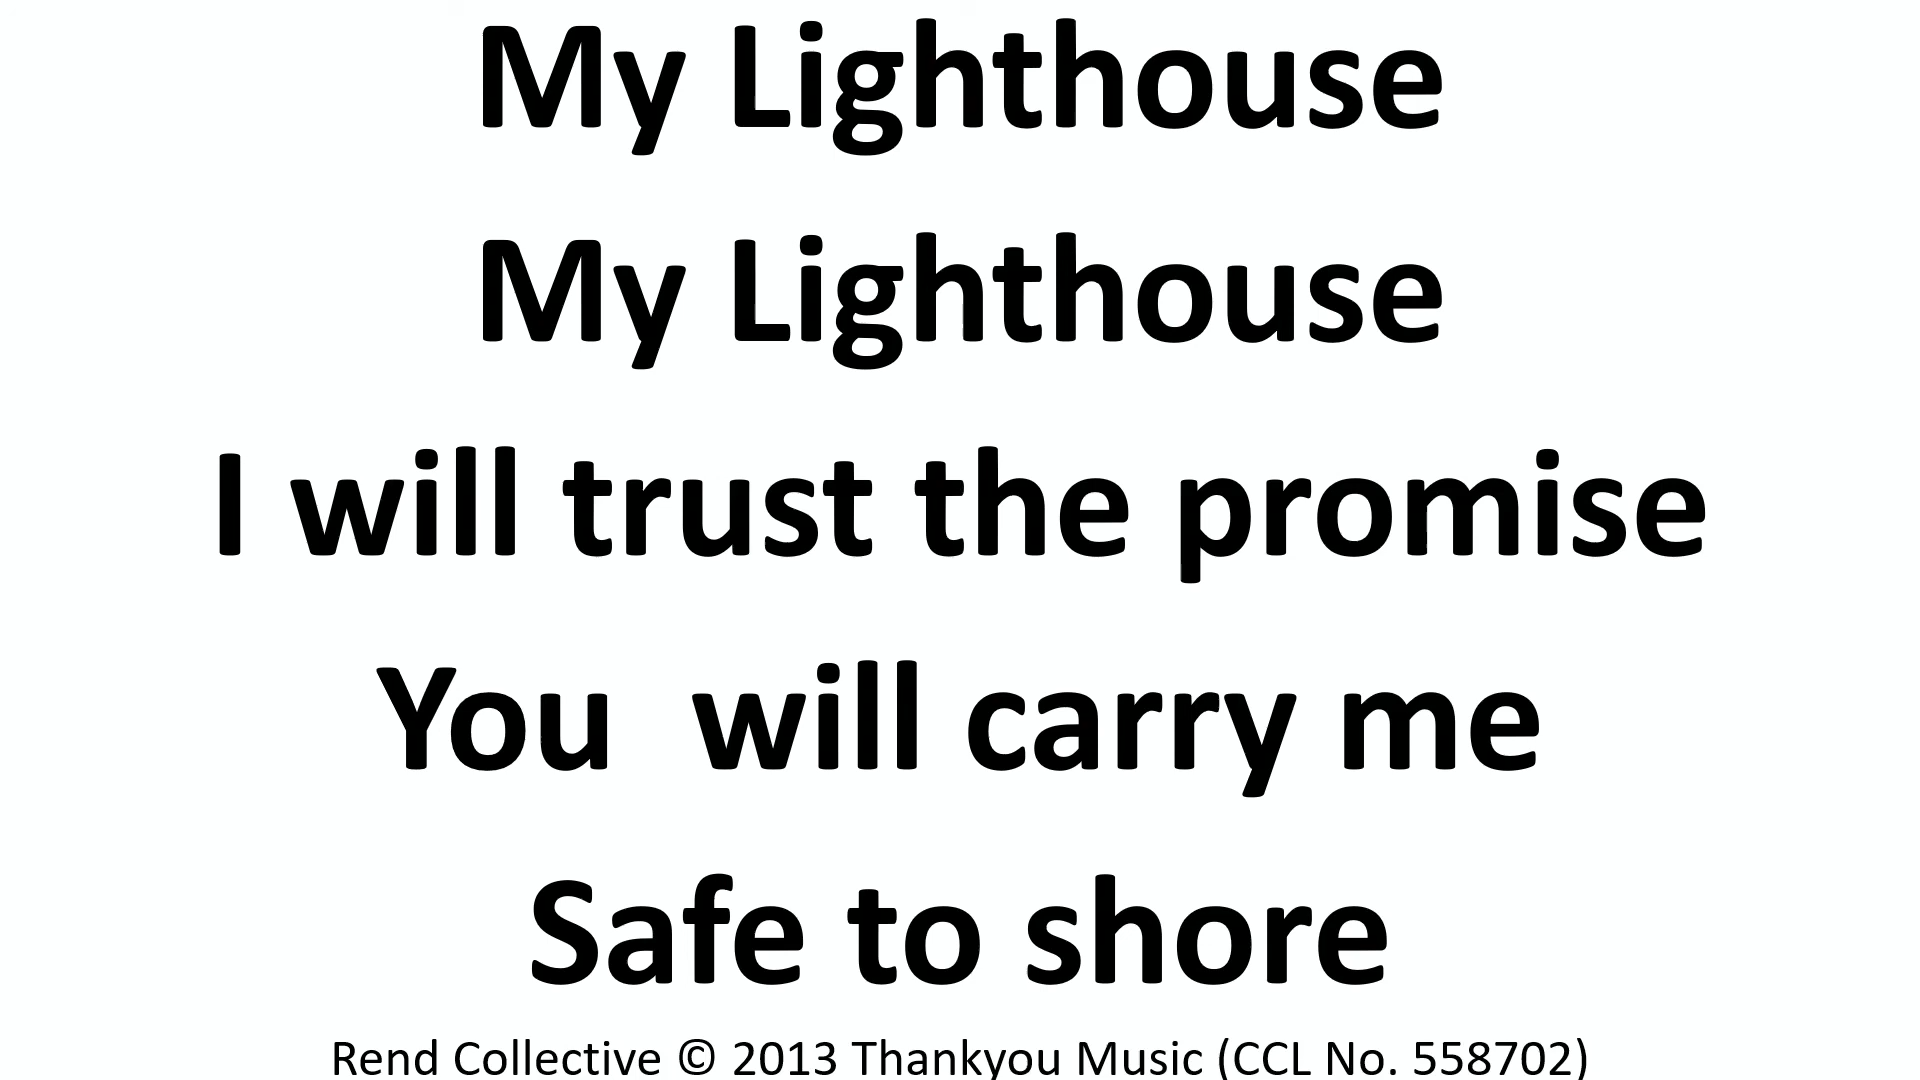 My Lighthouse
My Lighthouse
I will trust the promise
You  will carry me
Safe to shore
Rend Collective © 2013 Thankyou Music (CCL No. 558702)